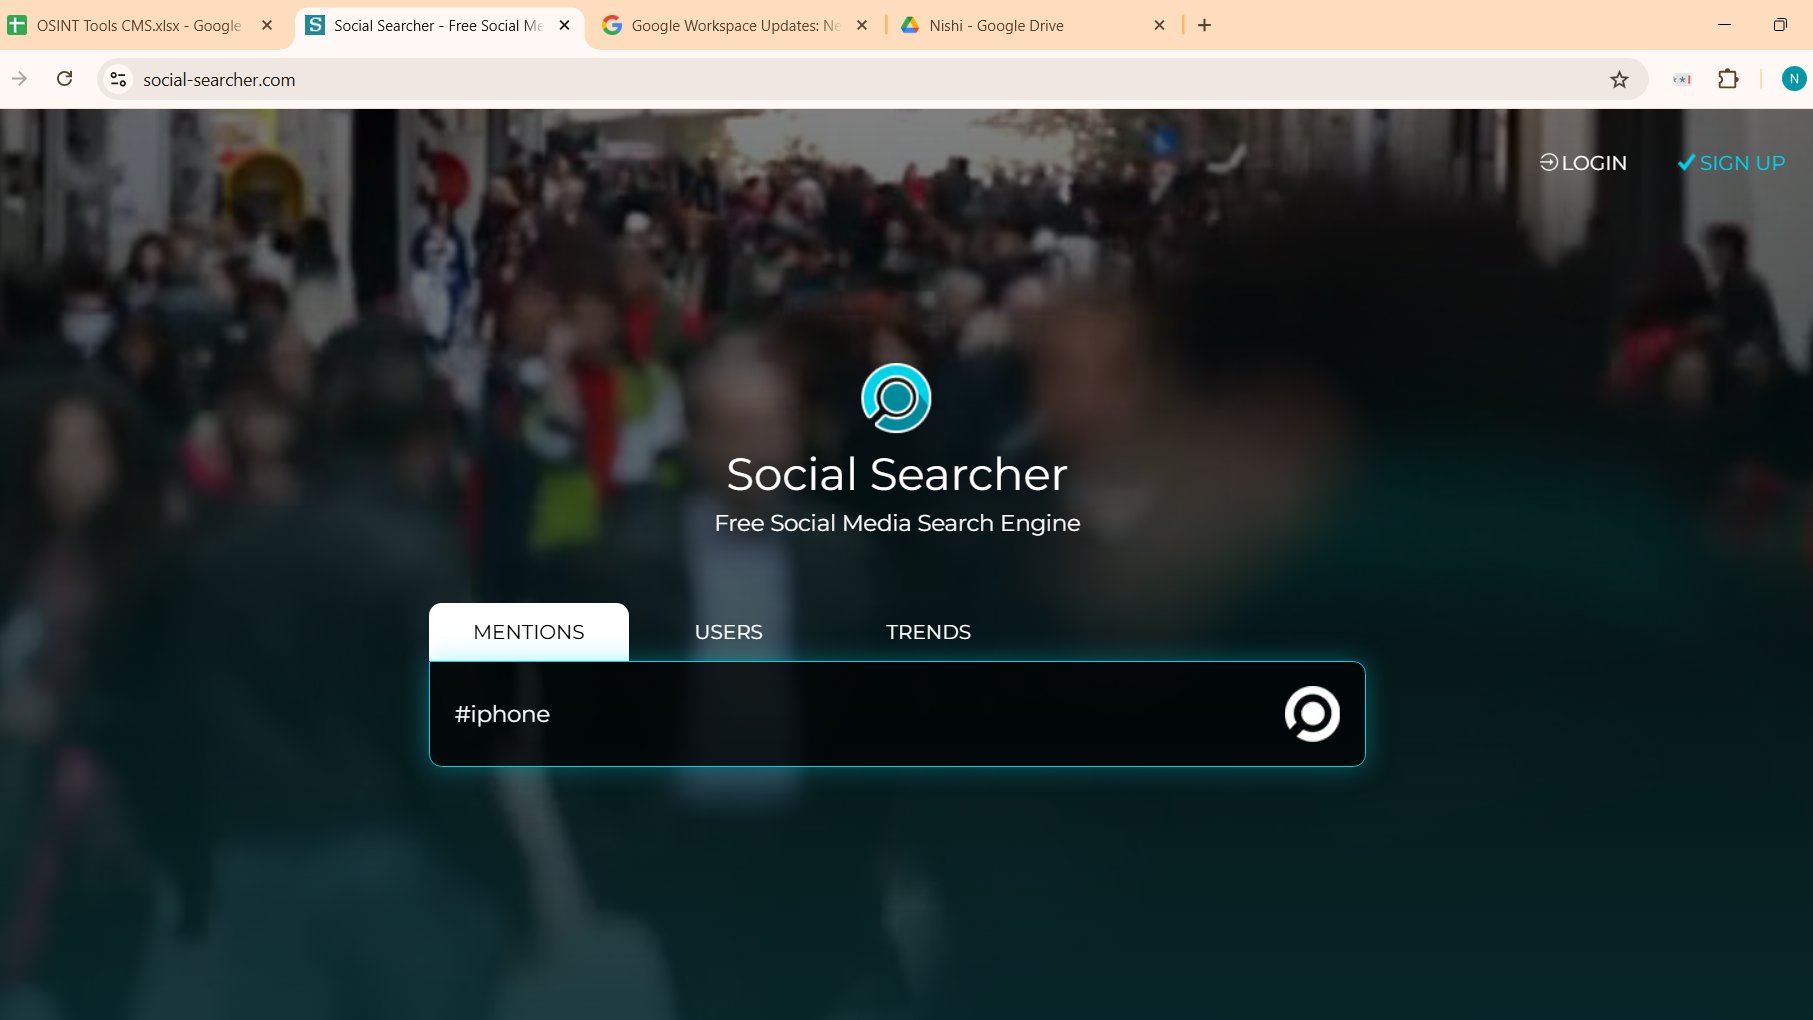 OSINT Tools CMS.xlsx - Google
Social Searcher - Free Social Me
Google Workspace Updates: Ne
Nishi - Google Drive
social-searcher.com
N
LOGIN
SIGN UP
Social Searcher
Free Social Media Search Engine
MENTIONS
USERS
TRENDS
#iphone